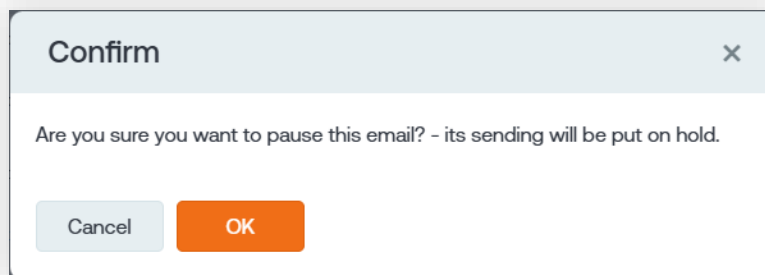 Confirm
Are you sure you want to pause this email? - its sending will be put on hold.
Cancel
OK